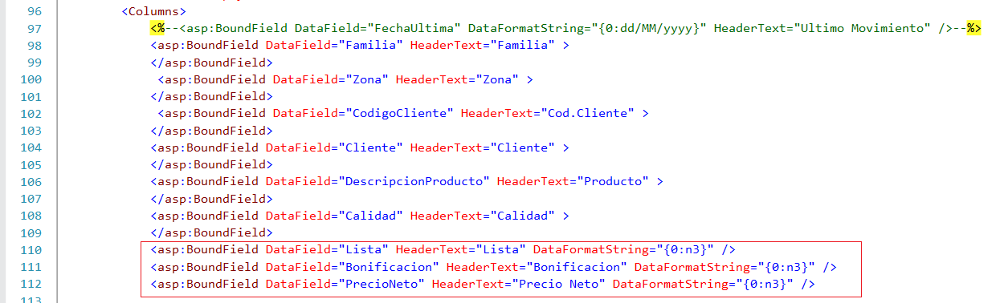 96 <Columns>
97 <%--<asp:BoundField DataField="FechaUltima" DataFormatString="{0:dd/MM/yyyy}" HeaderText="Ultimo Movimiento" />--%>
98 <asp:BoundField DataField="Familia" HeaderText="Familia" >
99 </asp:BoundField>
100 <asp:BoundField DataField="Zona" HeaderText="Zona" >
101 </asp:BoundField>
102 <asp:BoundField DataField="CodigoCliente" HeaderText="Cod.Cliente" >
103 </asp:BoundField>
104 <asp:BoundField DataField="Cliente" HeaderText="Cliente" >
105 </asp:BoundField>
106 <asp:BoundField DataField="DescripcionProducto" HeaderText="Producto" >
107 </asp:BoundField>
108 <asp:BoundField DataField="Calidad" HeaderText="Calidad" >
109 </asp:BoundField>
110 <asp:BoundField DataField="Lista" HeaderText="Lista" DataFormatString="{0:n3}" />
111 <asp:BoundField DataField="Bonificacion" HeaderText="Bonificacion" DataFormatString="{0:n3}" />
112 <asp:BoundField DataField="PrecioNeto" HeaderText="Precio Neto" DataFormatString="{0:n3}" />
113